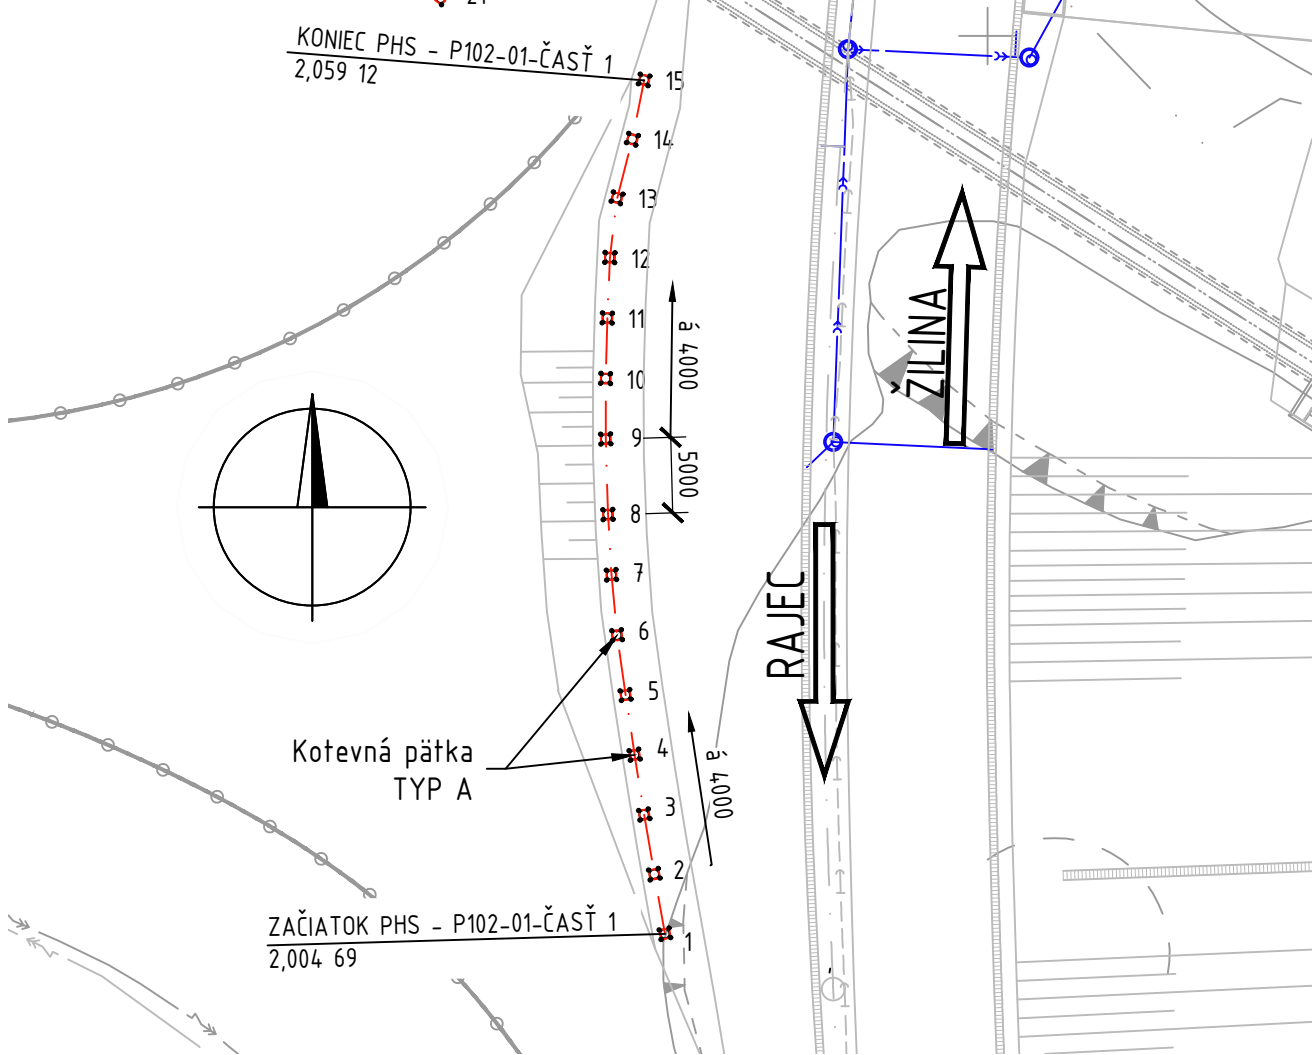 21
KONIEC PHS - P102-01-ČASŤ 1
2,059 12
15
14
13
12
11
10
9
8
7
6
5
4
3
2
1
á 4000
5000
á 4000
ŽILINA
RAJEC
Kotevná pätka
TYP A
ZAČIATOK PHS - P102-01-ČASŤ 1
2,004 69